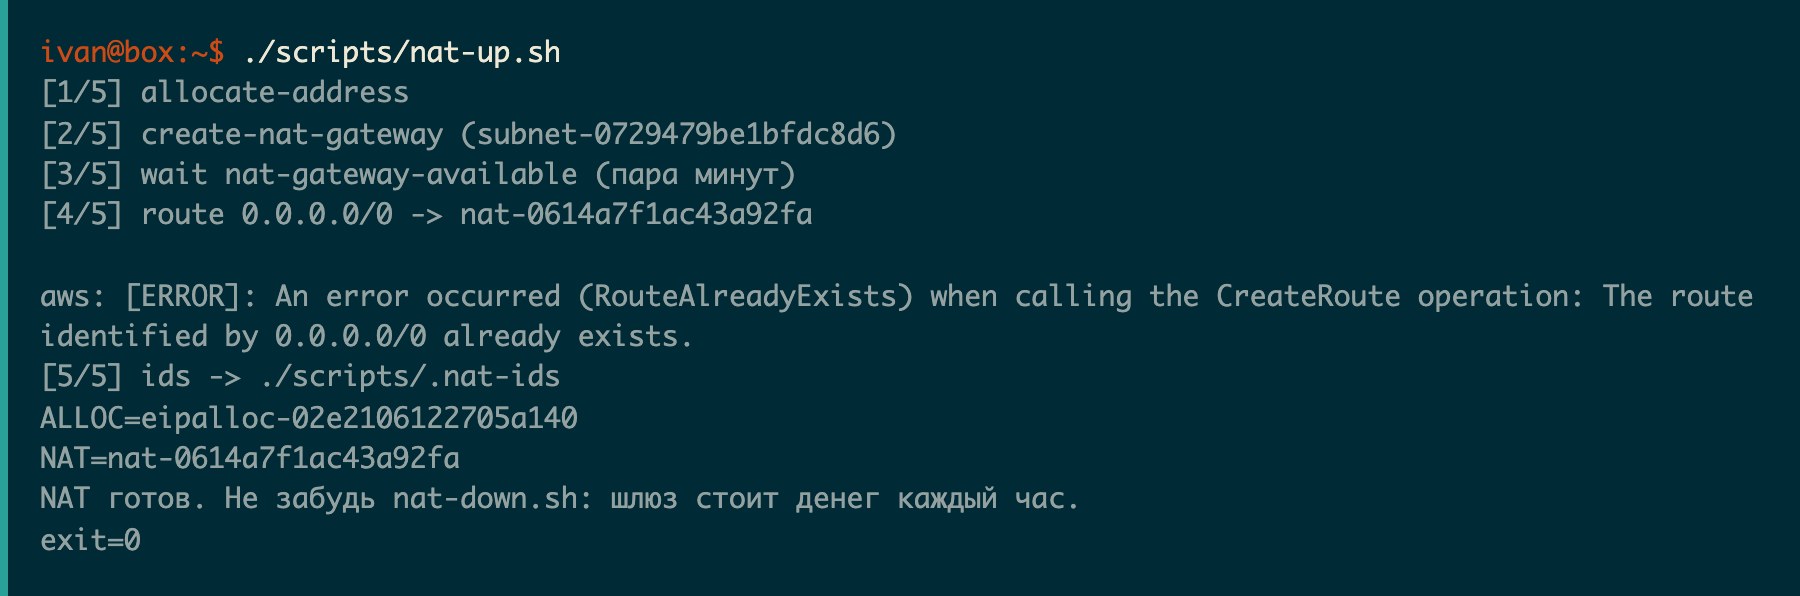 ivan@box:~$ ./scripts/nat-up.sh
[1/5] allocate-address
[2/5] create-nat-gateway (subnet-0729479be1bfdc8d6)
[3/5] wait nat-gateway-available (пара минут)
[4/5] route 0.0.0.0/0 -> nat-0614a7f1ac43a92fa
aws: [ERROR]: An error occurred (RouteAlreadyExists) when calling the CreateRoute operation: The route
identified by 0.0.0.0/0 already exists.
[5/5] ids -> ./scripts/.nat-ids
ALLOC=eipalloc-02e2106122705a140
NAT=nat-0614a7f1ac43a92fa
NAT готов. Не забудь nat-down.sh: шлюз стоит денег каждый час.
exit=0